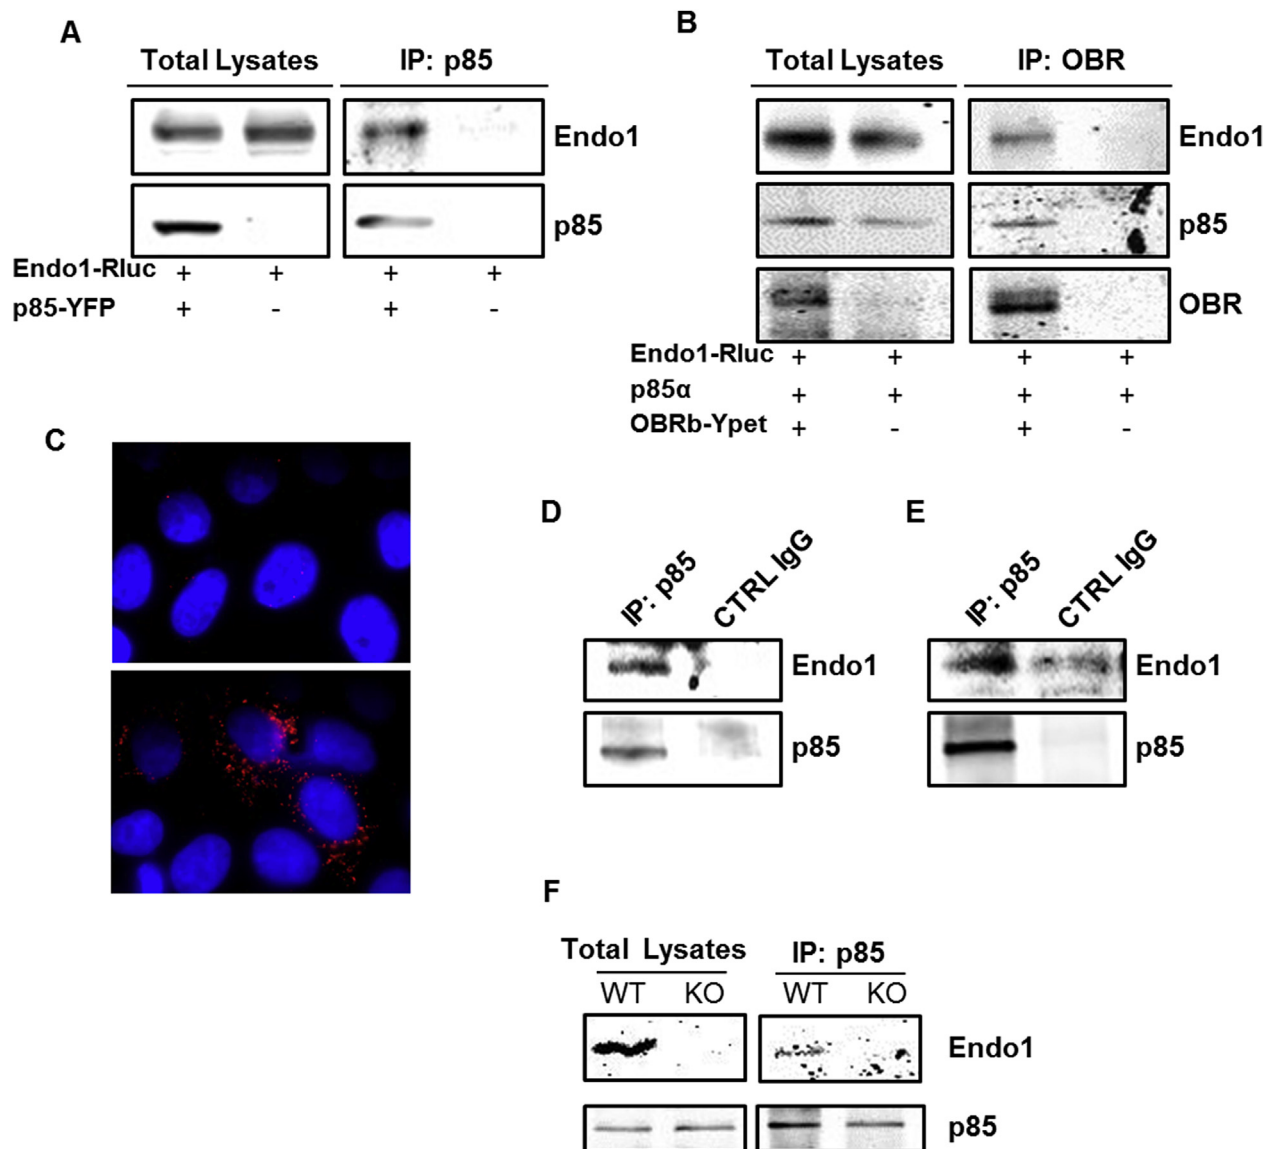 A
Total Lysates IP: p85
Endo1
p85
Endo1-Rluc + + + +
p85-YFP + - + -
B
Total Lysates IP: OBR
Endo1
p85
OBR
Endo1-Rluc + + + +
p85α + + + +
OBRb-Ypet + - + -
C
D
IP: p85 CTRL IgG
Endo1
p85
E
IP: p85 CTRL IgG
Endo1
p85
F
Total Lysates IP: p85
WT KO WT KO
Endo1
p85